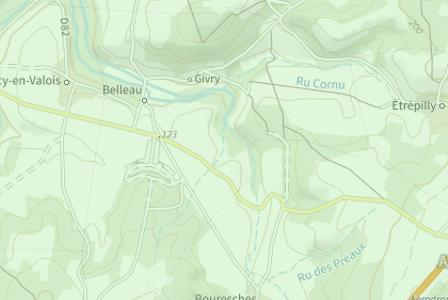 D82
200
cy-en-Valois
Givry
Ru Cornu
Belleau
Étrépilly
123
Ru des Préaux
A
Bouresches